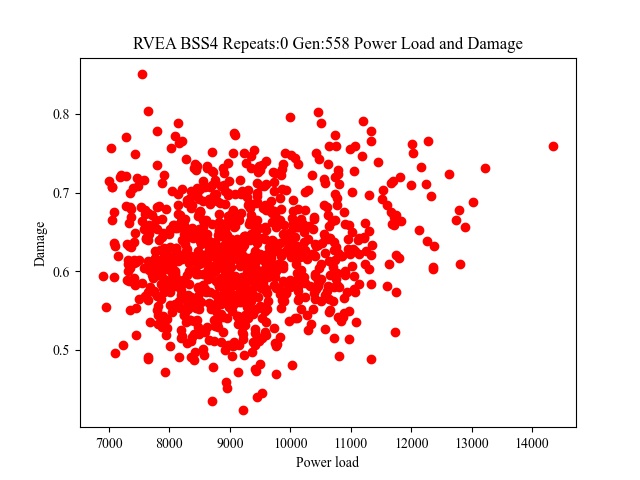 RVEA BSS4 Repeats:0 Gen:558 Power Load and Damage
0.8
0.7
0.6
0.5
Damage
7000 8000 9000 10000 11000 12000 13000 14000
Power load